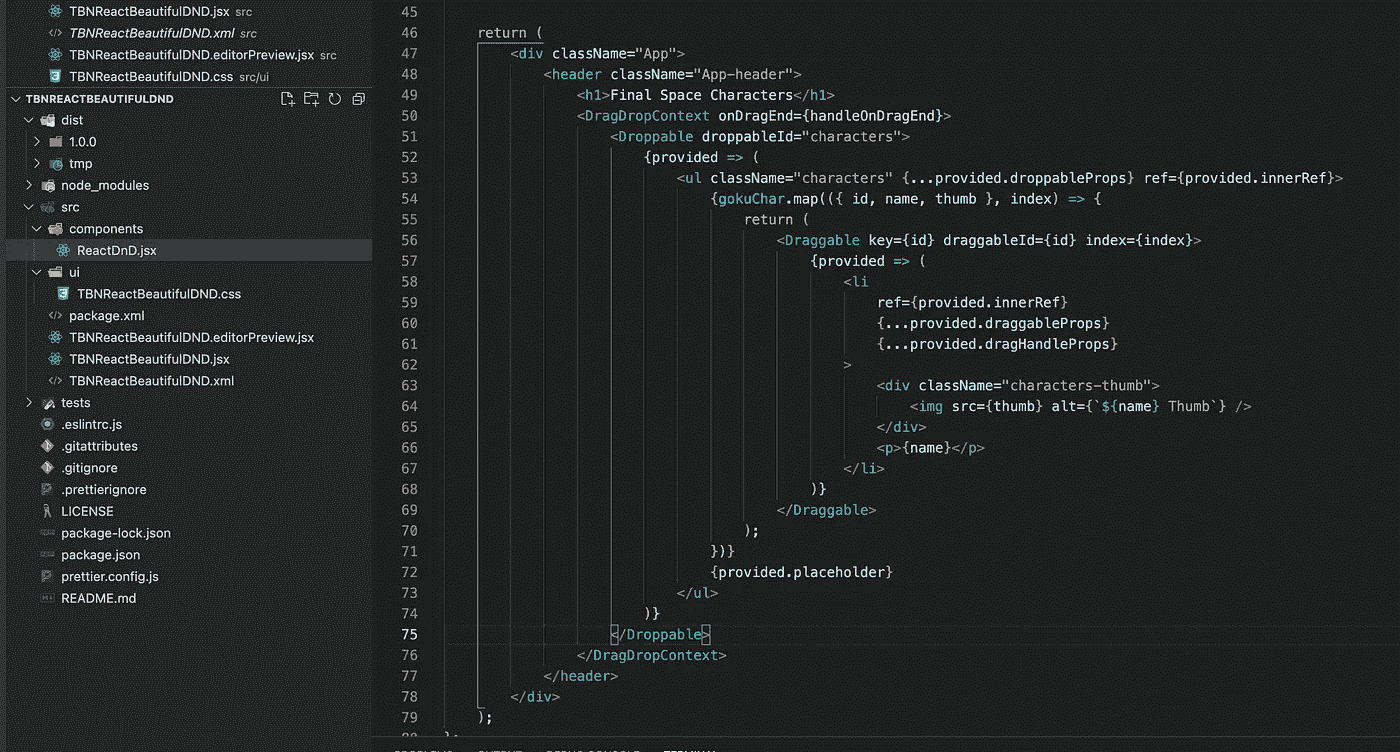 TBNReactBeautifulDND.jsx src
TBNReactBeautifulDND.xml src
TBNReactBeautifulDND.editorPreview.jsx src
TBNReactBeautifulDND.css src/ui
TBNREACTBEAUTIFULDND
dist
1.0.0
tmp
node_modules
src
components
ReactDnD.jsx
ui
TBNReactBeautifulDND.css
package.xml
TBNReactBeautifulDND.editorPreview.jsx
TBNReactBeautifulDND.jsx
TBNReactBeautifulDND.xml
tests
.eslintrc.js
.gitattributes
.gitignore
.prettierignore
LICENSE
package-lock.json
package.json
prettier.config.js
README.md
45
46 return (
47 <div className="App">
48 <header className="App-header">
49 <h1>Final Space Characters</h1>
50 <DragDropContext onDragEnd={handleOnDragEnd}>
51 <Droppable droppableId="characters">
52 {provided => (
53 <ul className="characters" {...provided.droppableProps} ref={provided.innerRef}>
54 {gokuChar.map(({ id, name, thumb }, index) => {
55 return (
56 <Draggable key={id} draggableId={id} index={index}>
57 {provided => (
58 <li
59 ref={provided.innerRef}
60 {...provided.draggableProps}
61 {...provided.dragHandleProps}
62 >
63 <div className="characters-thumb">
64 <img src={thumb} alt={`${name} Thumb`} />
65 </div>
66 <p>{name}</p>
67 </li>
68 )}
69 </Draggable>
70 );
71 })}
72 {provided.placeholder}
73 </ul>
74 )}
75 </Droppable>
76 </DragDropContext>
77 </header>
78 </div>
79 );